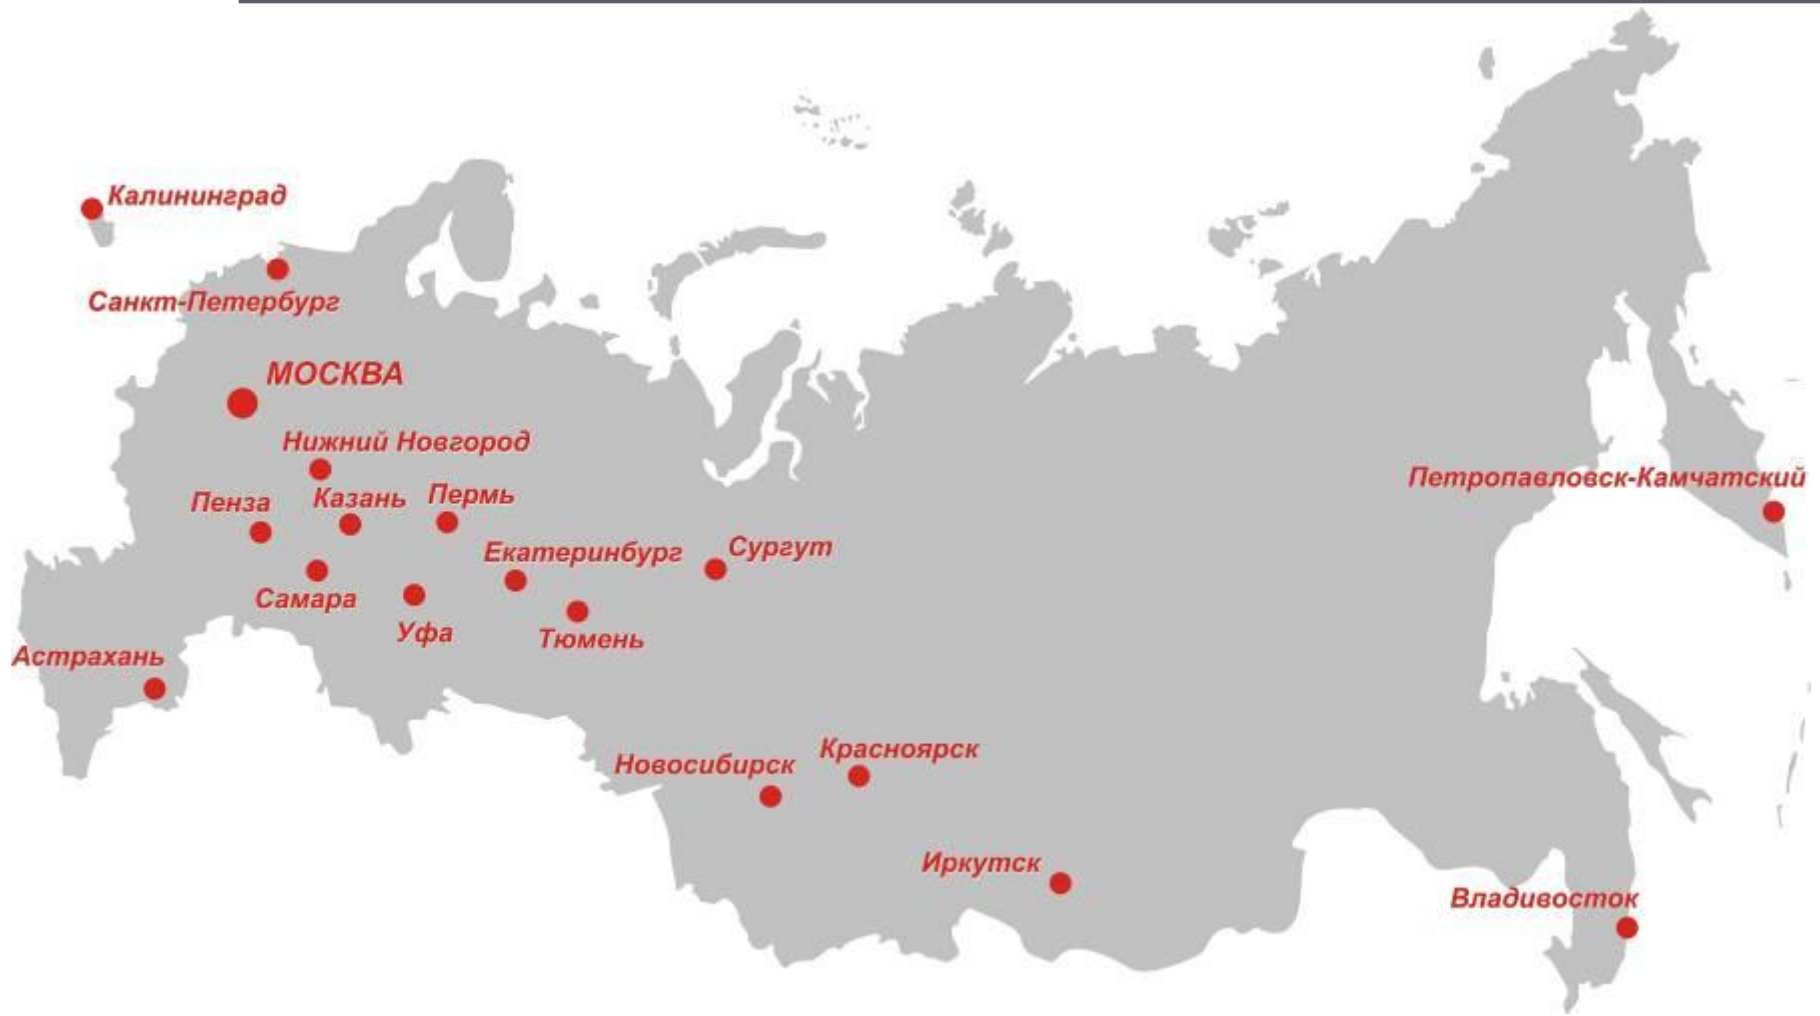 Калининград
Санкт-Петербург
МОСКВА
Нижний Новгород
Петропавловск-Камчатский
Пенза
Казань
Пермь
Екатеринбург
Сургут
Самара
Уфа
Тюмень
Астрахань
Новосибирск
Красноярск
Иркутск
Владивосток